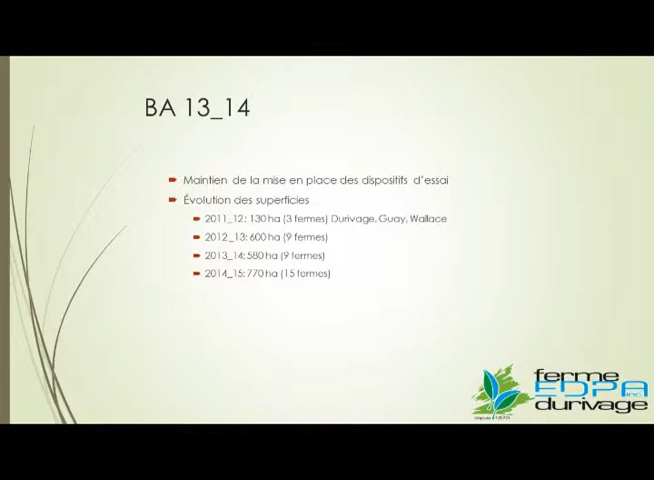 BA 13_14
Maintien de la mise en place des dispositifs d'essai
Évolution des superficies
2011_12: 130 ha (3 fermes) Durivage, Guay, Wallace
2012_13: 600 ha (9 fermes)
2013_14: 580 ha (9 fermes)
2014_15: 770 ha (15 fermes)
ferme
EDPA inc.
durivage